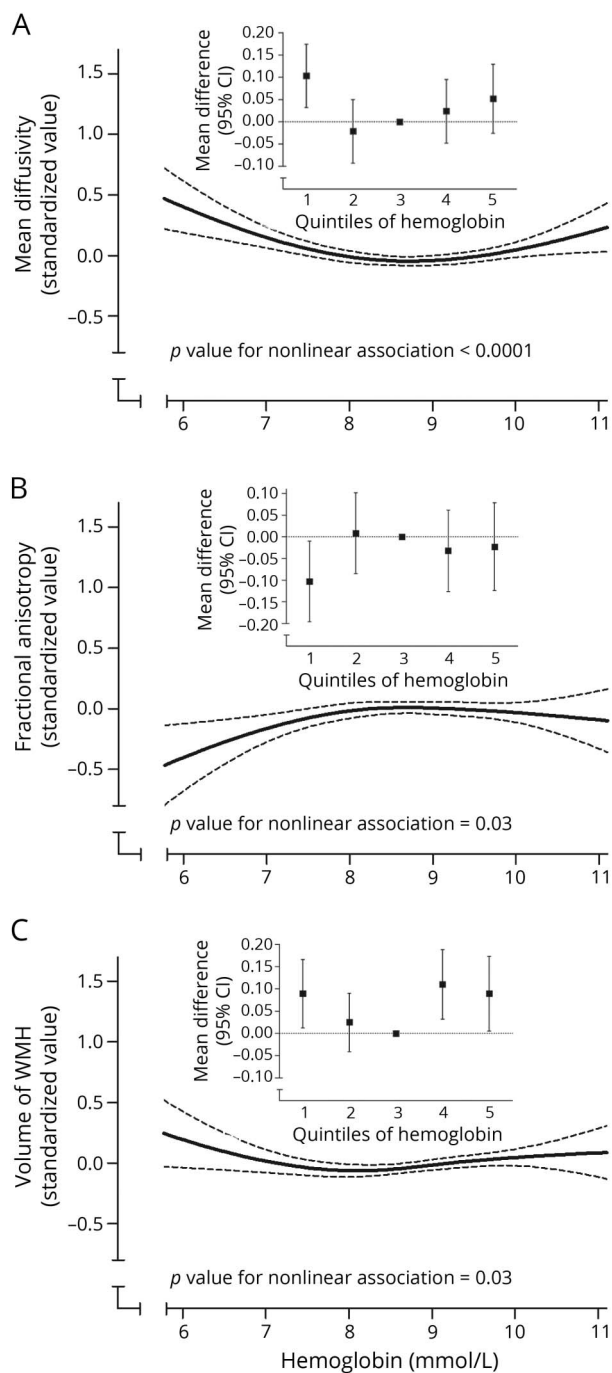 A
Mean diffusivity
(standardized value)
1.5
1.0
0.5
0.0
–0.5
Mean difference
(95% CI)
0.20
0.15
0.10
0.05
0.00
–0.05
–0.10
1 2 3 4 5
Quintiles of hemoglobin
p value for nonlinear association < 0.0001
6 7 8 9 10 11
B
Fractional anisotropy
(standardized value)
1.5
1.0
0.5
0.0
–0.5
Mean difference
(95% CI)
0.10
0.05
0.00
–0.05
–0.10
–0.15
–0.20
1 2 3 4 5
Quintiles of hemoglobin
p value for nonlinear association = 0.03
6 7 8 9 10 11
C
Volume of WMH
(standardized value)
1.5
1.0
0.5
0.0
–0.5
Mean difference
(95% CI)
0.20
0.15
0.10
0.05
0.00
–0.05
–0.10
1 2 3 4 5
Quintiles of hemoglobin
p value for nonlinear association = 0.03
6 7 8 9 10 11
Hemoglobin (mmol/L)